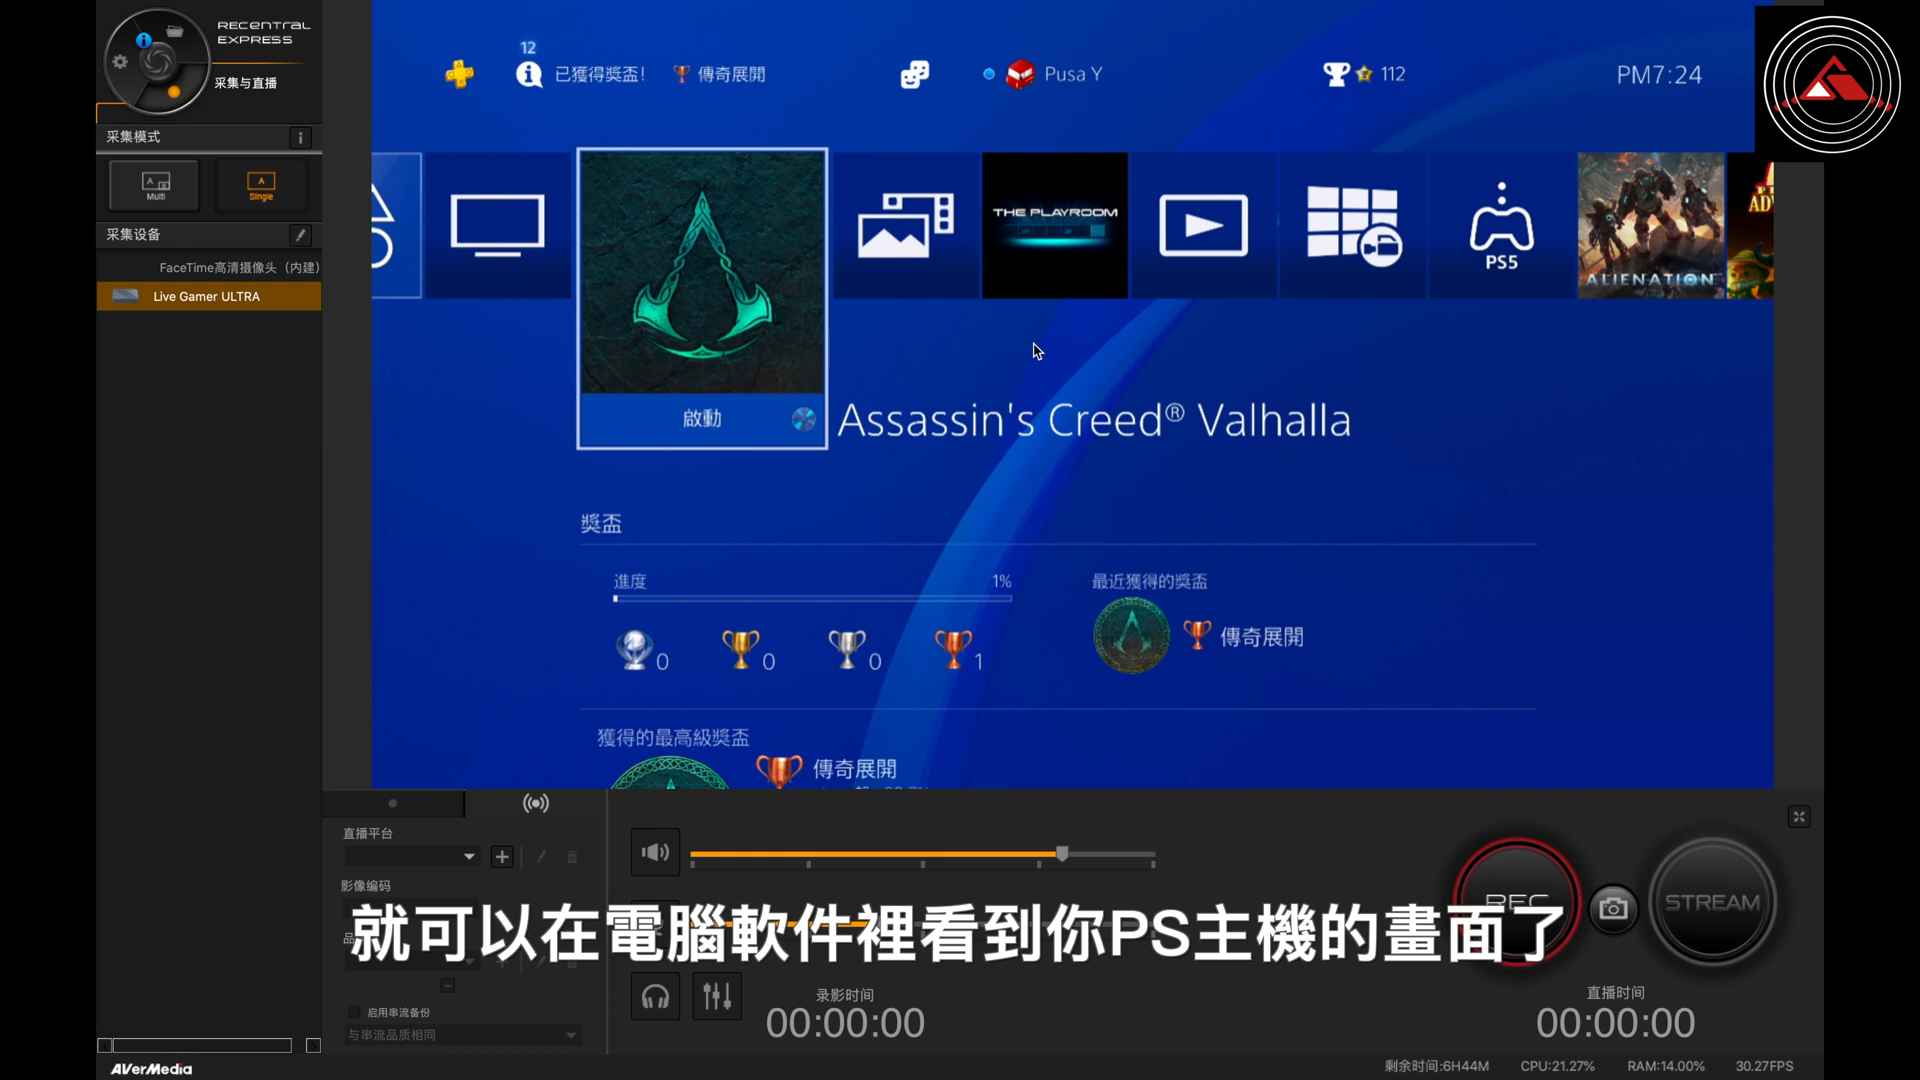 RECENTRAL
EXPRESS
采集与直播
采集模式
Multi
Single
采集设备
FaceTime高清摄像头（内建）
Live Gamer ULTRA
12
已獲得獎盃!
傳奇展開
Pusa Y
112
PM7:24
THE PLAYROOM
PS5
ALIENATION
啟動
Assassin's Creed® Valhalla
獎盃
進度
1%
最近獲得的獎盃
0
0
0
1
傳奇展開
獲得的最高級獎盃
傳奇展開
直播平台
影像编码
REC
STREAM
就可以在電腦軟件裡看到你PS主機的畫面了
启用串流备份
与串流品质相同
录影时间
00:00:00
直播时间
00:00:00
AVerMedia
剩余时间:6H44M
CPU:21.27%
RAM:14.00%
30.27FPS